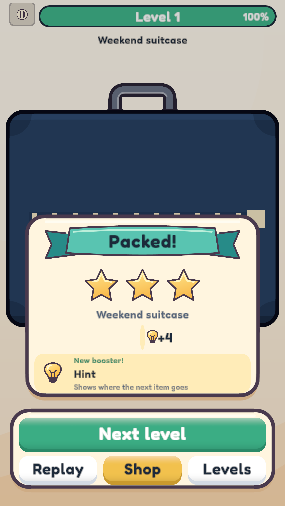 Level 1
100%
Weekend suitcase
Packed!
Weekend suitcase
+4
New booster!
Hint
Shows where the next item goes
Next level
Replay
Shop
Levels